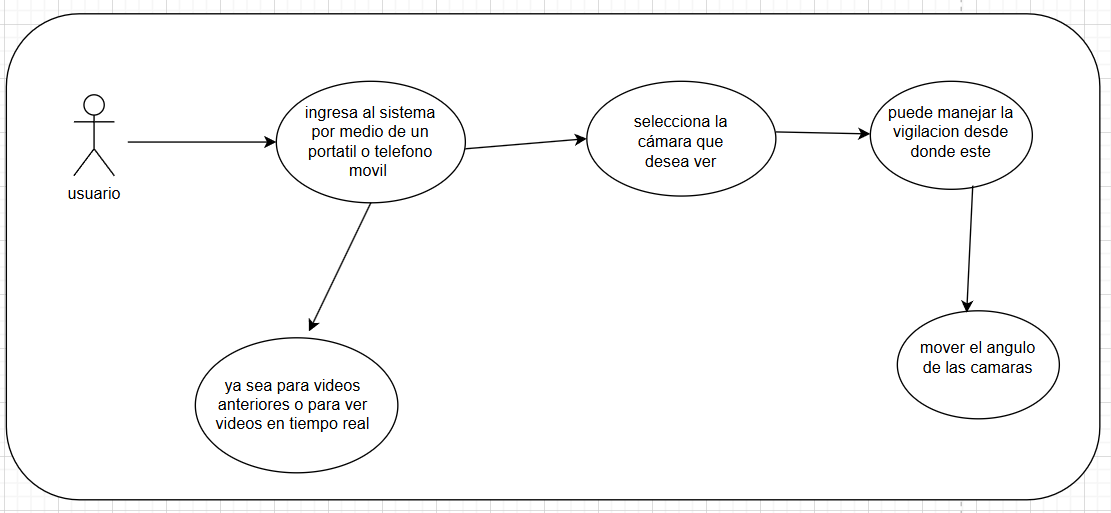 usuario
ingresa al sistema
por medio de un
portatil o telefono
movil
selecciona la
cámara que
desea ver
puede manejar la
vigilacion desde
donde este
ya sea para videos
anteriores o para ver
videos en tiempo real
mover el angulo
de las camaras